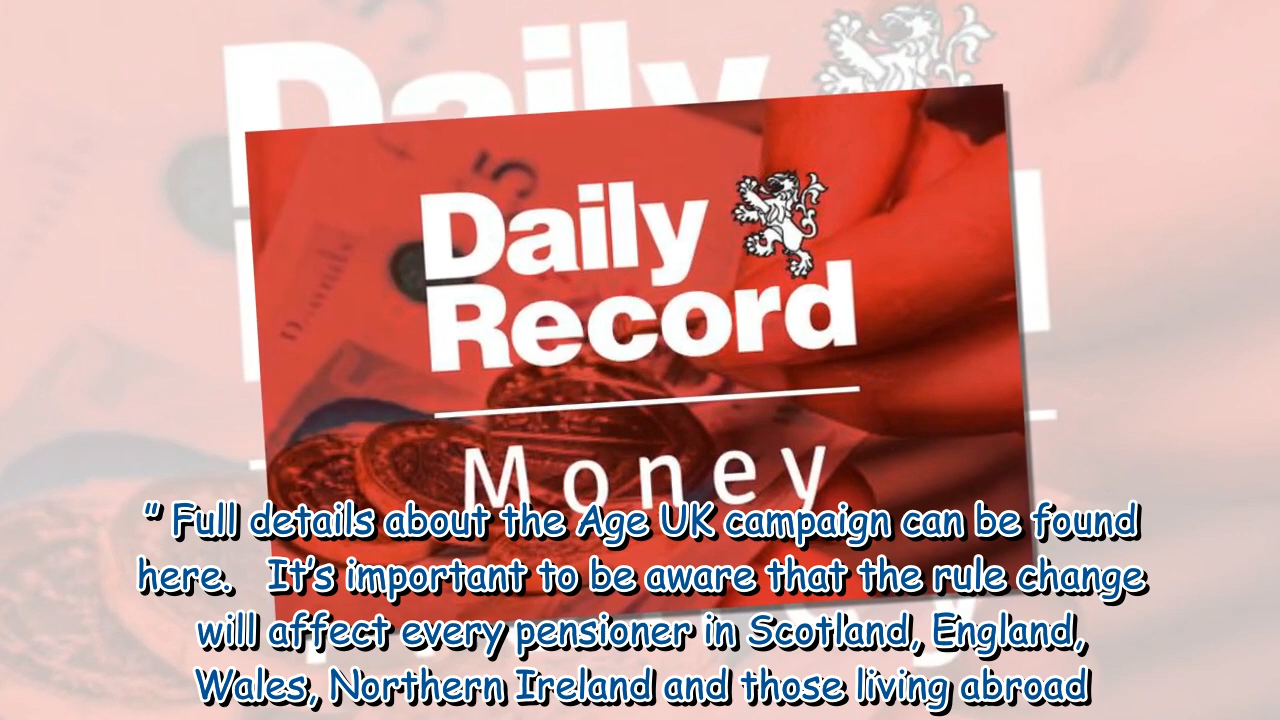 Daily
Record
Money
” Full details about the Age UK campaign can be found
here.   It’s important to be aware that the rule change
will affect every pensioner in Scotland, England,
Wales, Northern Ireland and those living abroad